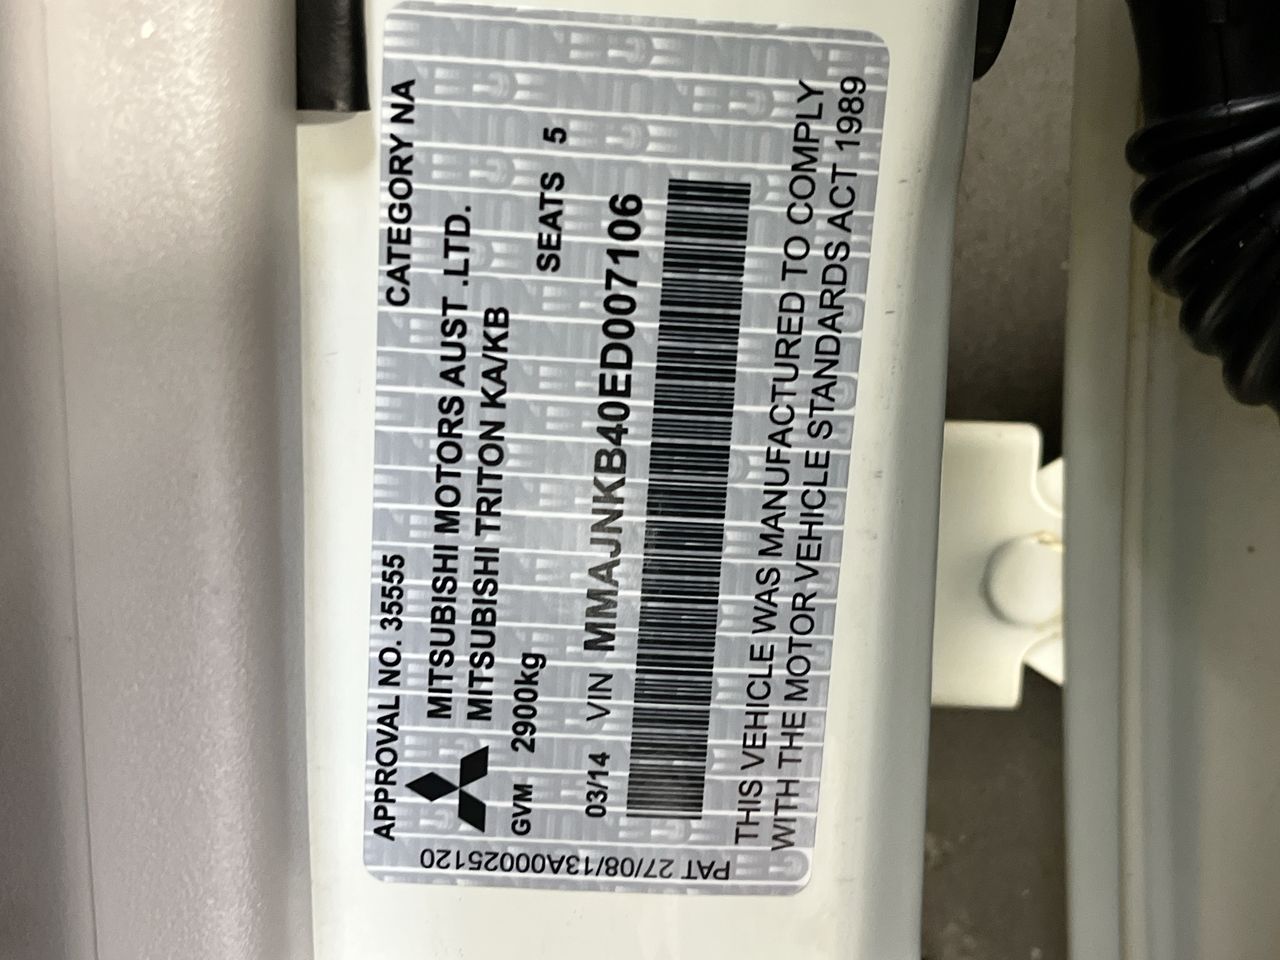 APPROVAL NO. 35555 CATEGORY NA
MITSUBISHI MOTORS AUST .LTD.
MITSUBISHI TRITON KA/KB
GVM 2900kg SEATS 5
03/14 VIN MMAJNKB40ED007106
THIS VEHICLE WAS MANUFACTURED TO COMPLY
WITH THE MOTOR VEHICLE STANDARDS ACT 1989
PAT 27/08/13A00025120